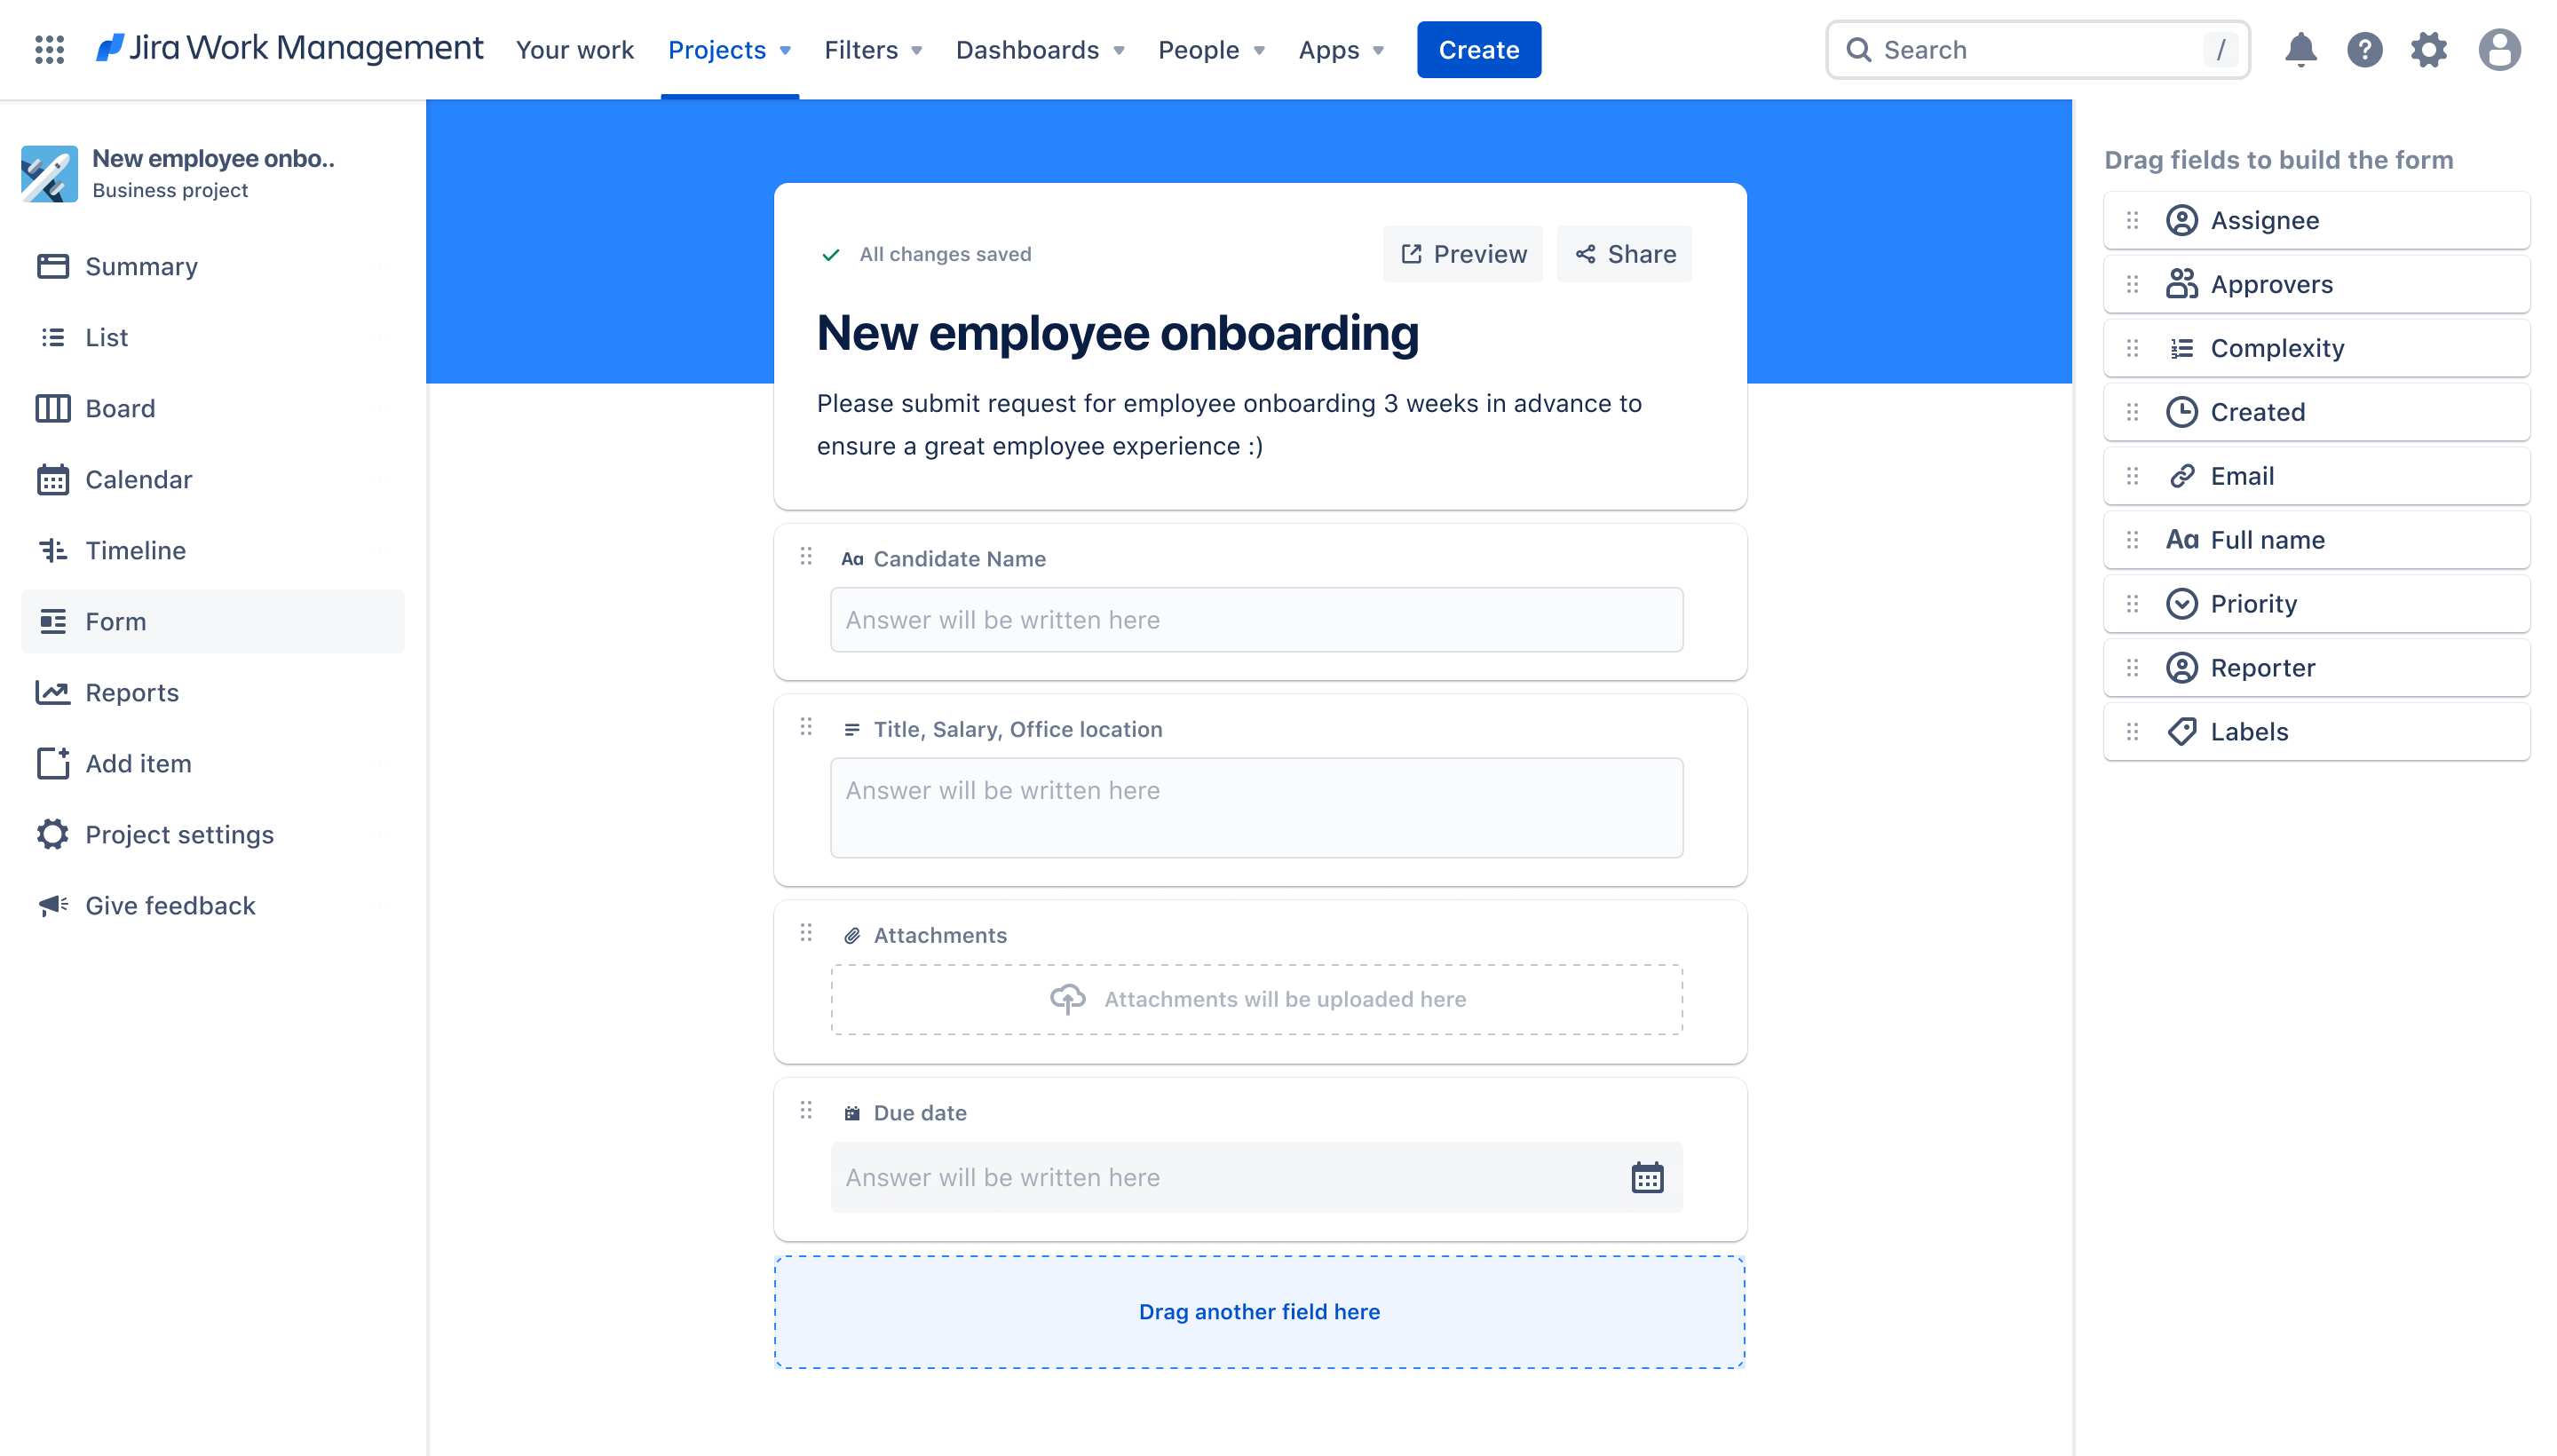 Jira Work Management Your work Projects Filters Dashboards People Apps Create Search /
New employee onbo..
Business project
Summary
List
Board
Calendar
Timeline
Form
Reports
Add item
Project settings
Give feedback
All changes saved Preview Share
New employee onboarding
Please submit request for employee onboarding 3 weeks in advance to
ensure a great employee experience :)
Aa Candidate Name
Answer will be written here
Title, Salary, Office location
Answer will be written here
Attachments
Attachments will be uploaded here
Due date
Answer will be written here
Drag another field here
Drag fields to build the form
Assignee
Approvers
Complexity
Created
Email
Aa Full name
Priority
Reporter
Labels